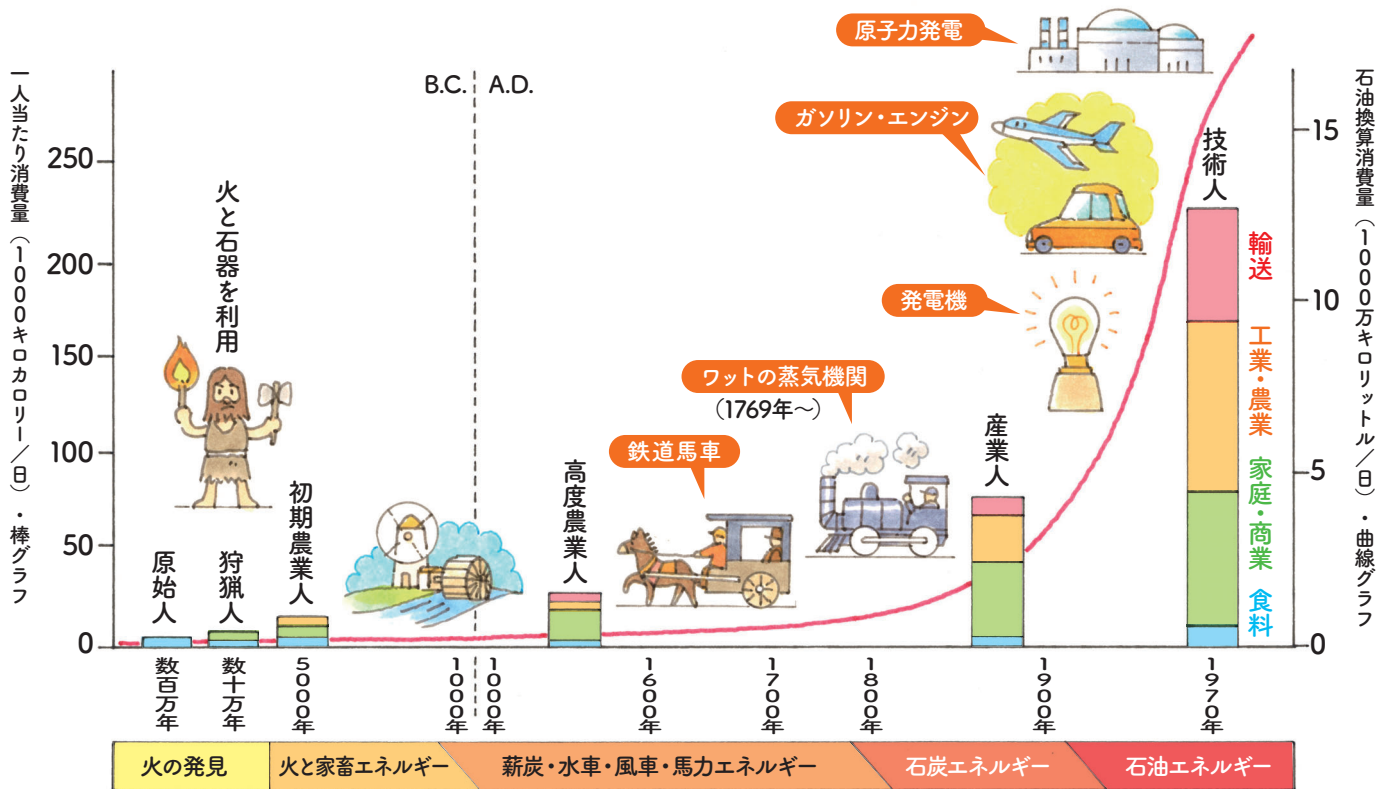 原子力発電
ガソリン・エンジン
発電機
ワットの蒸気機関
(1769年～)
鉄道馬車
B.C.
A.D.
一人当たり消費量(1000キロカロリー／日)・棒グラフ
250
200
150
100
50
0
石油換算消費量(1000万キロリットル／日)・曲線グラフ
15
10
5
0
火と石器を利用
原始人
狩猟人
初期農業人
高度農業人
産業人
技術人
輸送
工業・農業
家庭・商業
食料
数百万年
数十万年
5000年
1000年
1000年
1600年
1700年
1800年
1900年
1970年
火の発見
火と家畜エネルギー
薪炭・水車・風車・馬力エネルギー
石炭エネルギー
石油エネルギー